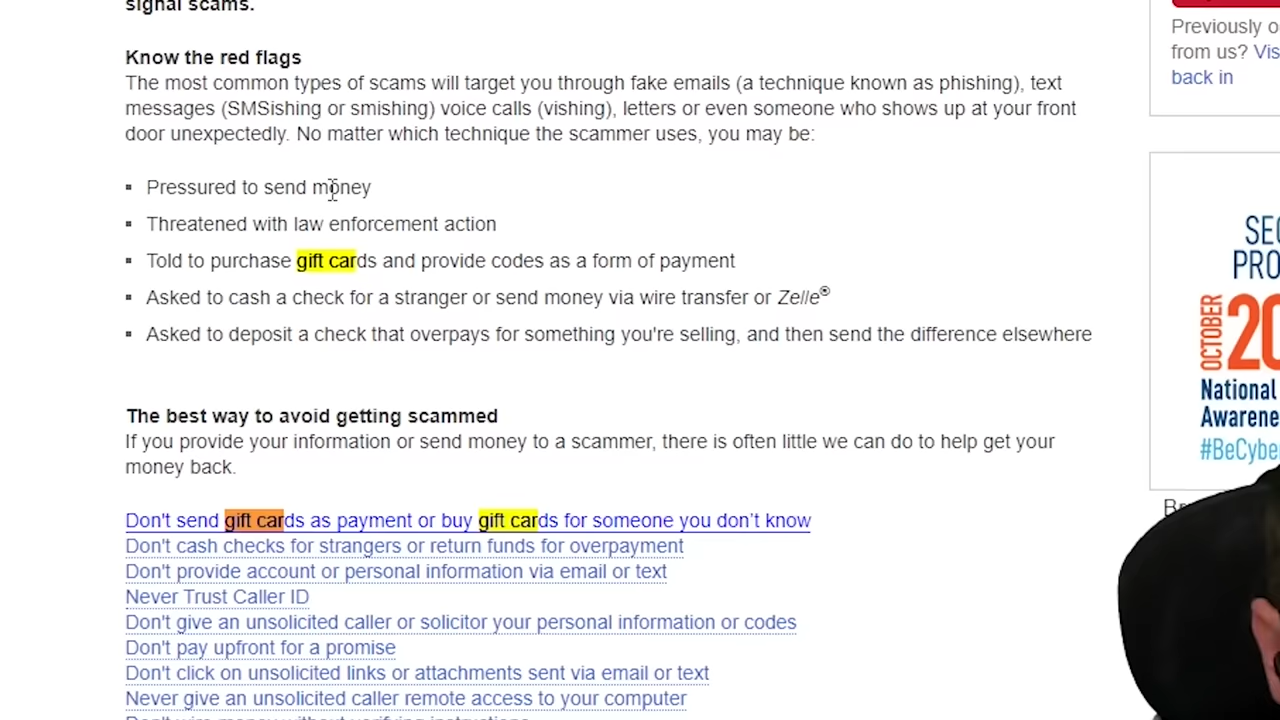 signal scams.
Know the red flags
The most common types of scams will target you through fake emails (a technique known as phishing), text
messages (SMSishing or smishing) voice calls (vishing), letters or even someone who shows up at your front
door unexpectedly. No matter which technique the scammer uses, you may be:
▪ Pressured to send money
▪ Threatened with law enforcement action
▪ Told to purchase gift cards and provide codes as a form of payment
▪ Asked to cash a check for a stranger or send money via wire transfer or Zelle®
▪ Asked to deposit a check that overpays for something you're selling, and then send the difference elsewhere
The best way to avoid getting scammed
If you provide your information or send money to a scammer, there is often little we can do to help get your
money back.
Don't send gift cards as payment or buy gift cards for someone you don’t know
Don't cash checks for strangers or return funds for overpayment
Don't provide account or personal information via email or text
Never Trust Caller ID
Don't give an unsolicited caller or solicitor your personal information or codes
Don't pay upfront for a promise
Don't click on unsolicited links or attachments sent via email or text
Never give an unsolicited caller remote access to your computer
Don't wire money without verifying instructions
Previously
from us? Vis
back in
SEC
PRO
OCTOBER
20
National
Awarene
#BeCybe